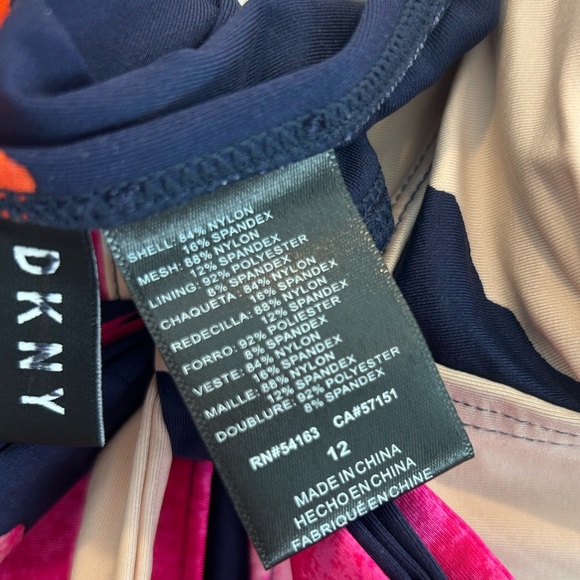 DKNY
SHELL: 84% NYLON
16% SPANDEX
MESH: 88% NYLON
12% SPANDEX
LINING: 92% POLYESTER
8% SPANDEX
CHAQUETA: 84% NYLON
16% SPANDEX
REDECILLA: 88% NYLON
12% SPANDEX
FORRO: 92% POLIESTER
8% SPANDEX
VESTE: 84% NYLON
16% SPANDEX
MAILLE: 88% NYLON
12% SPANDEX
DOUBLURE: 92% POLYESTER
8% SPANDEX
RN#54163 CA#57151
12
MADE IN CHINA
HECHO EN CHINA
FABRIQUÉ EN CHINE